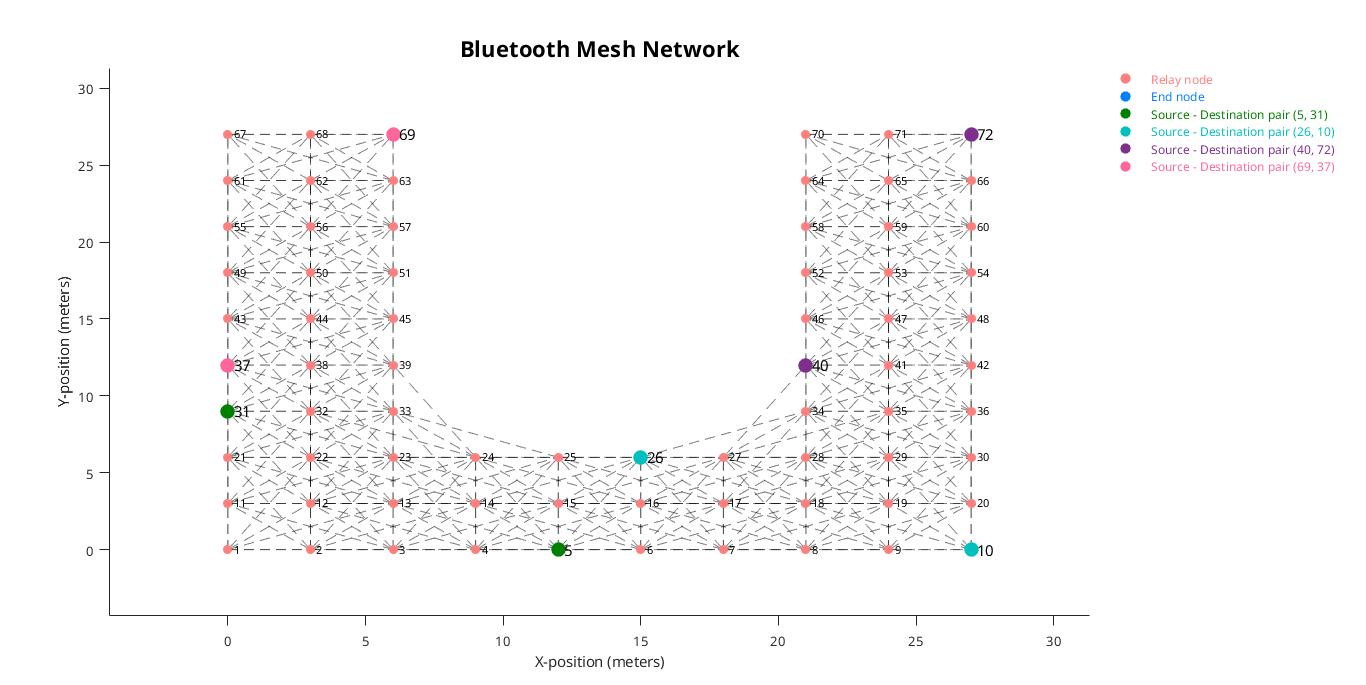 Bluetooth Mesh Network
Relay node
End node
Source - Destination pair (5, 31)
Source - Destination pair (26, 10)
Source - Destination pair (40, 72)
Source - Destination pair (69, 37)
30
25
20
15
10
5
0
Y-position (meters)
67 68 69 70 71 72
61 62 63 64 65 66
55 56 57 58 59 60
49 50 51 52 53 54
43 44 45 46 47 48
37 38 39 40 41 42
31 32 33 34 35 36
21 22 23 24 25 26 27 28 29 30
11 12 13 14 15 16 17 18 19 20
1 2 3 4 5 6 7 8 9 10
0 5 10 15 20 25 30
X-position (meters)